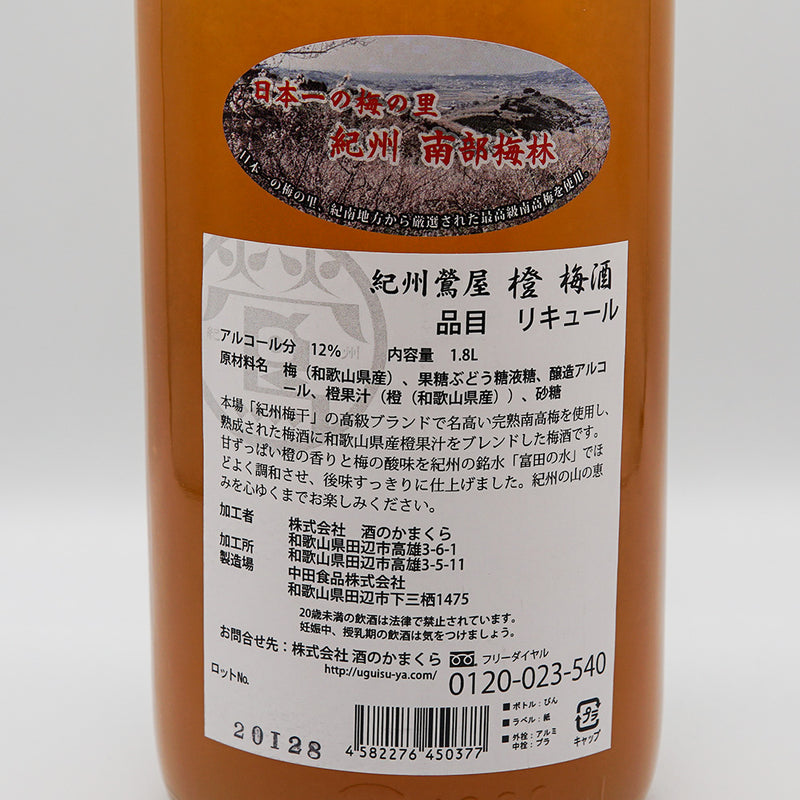 日本一の梅の里
紀州 南部梅林
日本一の梅の里、紀南地方から厳選された最高級南高梅を使用
紀州鶯屋 橙 梅酒
品目 リキュール
アルコール分 12% 内容量 1.8L
原材料名 梅（和歌山県産）、果糖ぶどう糖液糖、醸造アルコ
ール、橙果汁（橙（和歌山県産））、砂糖
本場「紀州梅干」の高級ブランドで名高い完熟南高梅を使用し、
熟成された梅酒に和歌山県産橙果汁をブレンドした梅酒です。
甘ずっぱい橙の香りと梅の酸味を紀州の銘水「富田の水」でほ
どよく調和させ、後味すっきりに仕上げました。紀州の山の恵
みを心ゆくまでお楽しみください。
加工者 株式会社 酒のかまくら
和歌山県田辺市高雄3-6-1
加工所 和歌山県田辺市高雄3-5-11
製造場 中田食品株式会社
和歌山県田辺市下三栖1475
20歳未満の飲酒は法律で禁止されています。
妊娠中、授乳期の飲酒は気をつけましょう。
お問合せ先：株式会社 酒のかまくら フリーダイヤル
http://uguisu-ya.com/ 0120-023-540
ロットNo.
20I28
4 582276 450377
■ボトル：びん
■ラベル：紙
■外栓：アルミ
中栓：プラ
プラ
キャップ